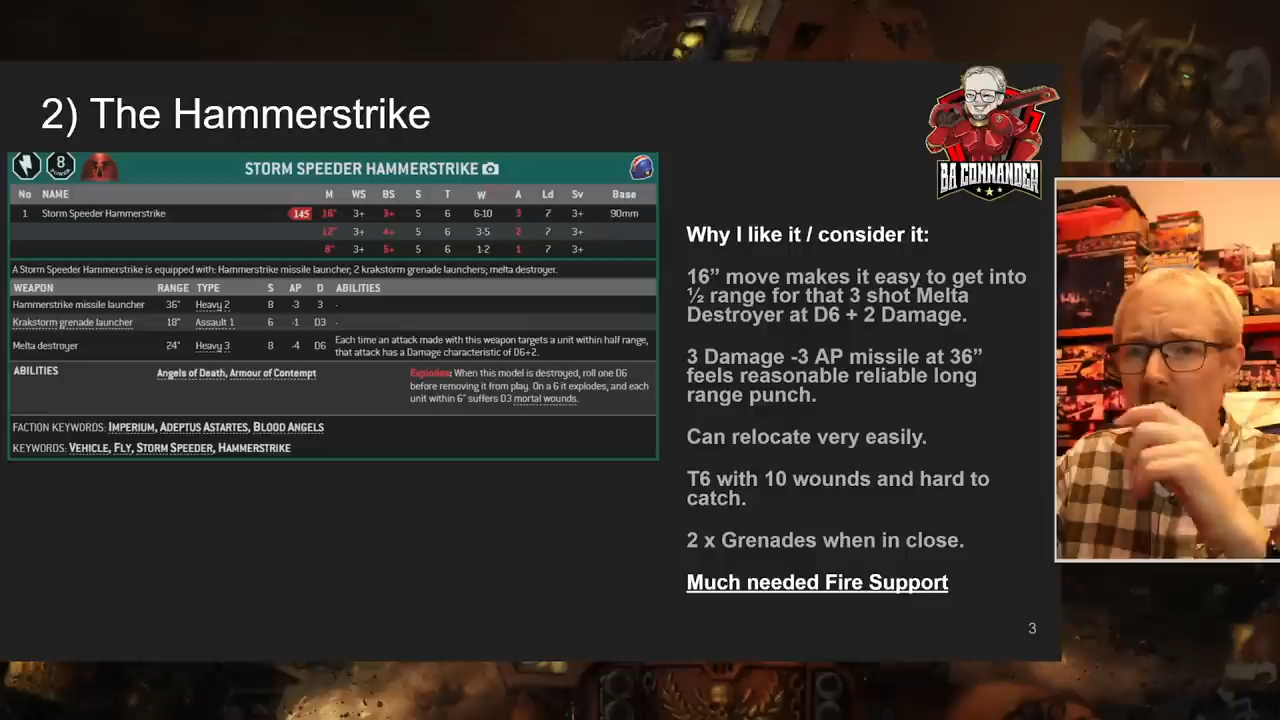 2) The Hammerstrike
BA COMMANDER
8
POWER
STORM SPEEDER HAMMERSTRIKE
No NAME M WS BS S T W A Ld Sv Base
1 Storm Speeder Hammerstrike 145 16" 3+ 3+ 5 6 6-10 3 7 3+ 90mm
12" 3+ 4+ 5 6 3-5 2 7 3+
8" 3+ 5+ 5 6 1-2 1 7 3+
A Storm Speeder Hammerstrike is equipped with: Hammerstrike missile launcher; 2 krakstorm grenade launchers; melta destroyer.
WEAPON RANGE TYPE S AP D ABILITIES
Hammerstrike missile launcher 36" Heavy 2 8 -3 3 -
Krakstorm grenade launcher 18" Assault 1 6 -1 D3 -
Melta destroyer 24" Heavy 3 8 -4 D6 Each time an attack made with this weapon targets a unit within half range,
that attack has a Damage characteristic of D6+2.
ABILITIES Angels of Death, Armour of Contempt Explodes: When this model is destroyed, roll one D6
before removing it from play. On a 6 it explodes, and each
unit within 6" suffers D3 mortal wounds.
FACTION KEYWORDS: IMPERIUM, ADEPTUS ASTARTES, BLOOD ANGELS
KEYWORDS: VEHICLE, FLY, STORM SPEEDER, HAMMERSTRIKE
Why I like it / consider it:
16” move makes it easy to get into
½ range for that 3 shot Melta
Destroyer at D6 + 2 Damage.
3 Damage -3 AP missile at 36”
feels reasonable reliable long
range punch.
Can relocate very easily.
T6 with 10 wounds and hard to
catch.
2 x Grenades when in close.
Much needed Fire Support
3